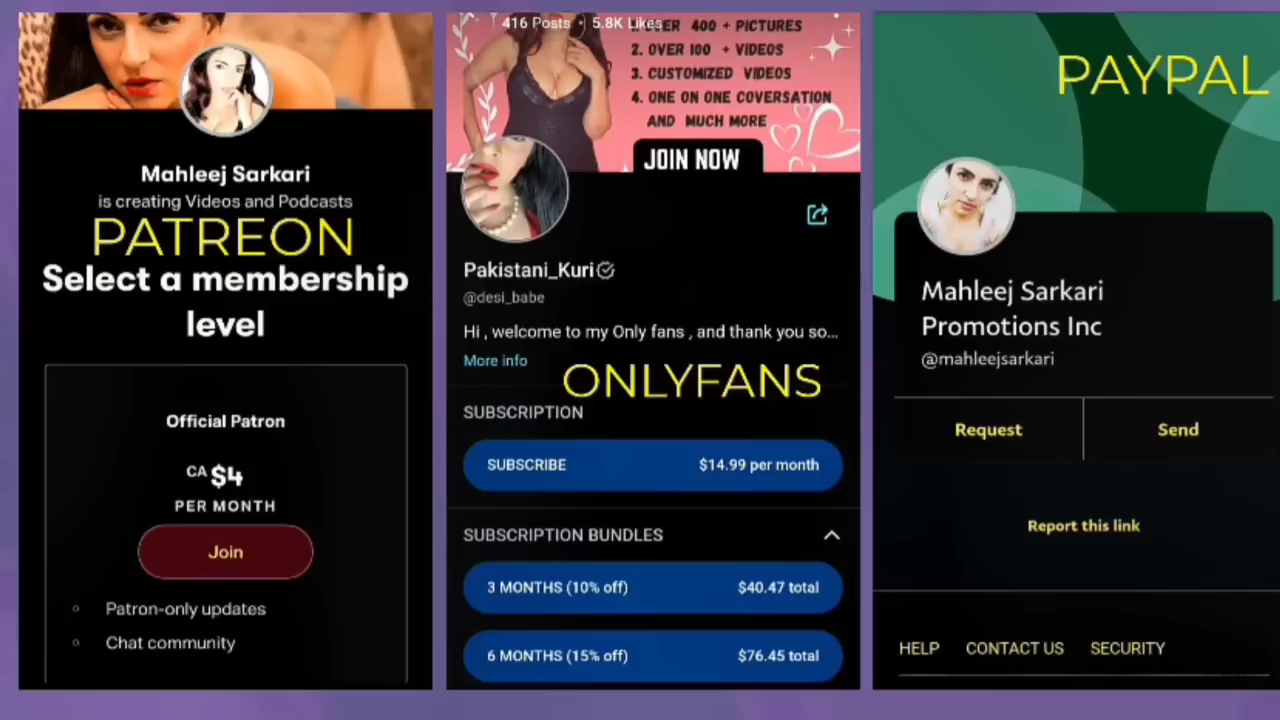 Mahleej Sarkari
is creating Videos and Podcasts
PATREON
Select a membership
level
Official Patron
CA $4
PER MONTH
Join
Patron-only updates
Chat community
416 Posts • 5.8K Likes
1. OVER 400 + PICTURES
2. OVER 100 + VIDEOS
3. CUSTOMIZED VIDEOS
4. ONE ON ONE COVERSATION
AND MUCH MORE
JOIN NOW
Pakistani_Kuri
@desi_babe
Hi , welcome to my Only fans , and thank you so...
More info
ONLYFANS
SUBSCRIPTION
SUBSCRIBE $14.99 per month
SUBSCRIPTION BUNDLES
3 MONTHS (10% off) $40.47 total
6 MONTHS (15% off) $76.45 total
PAYPAL
Mahleej Sarkari
Promotions Inc
@mahleejsarkari
Request Send
Report this link
HELP CONTACT US SECURITY